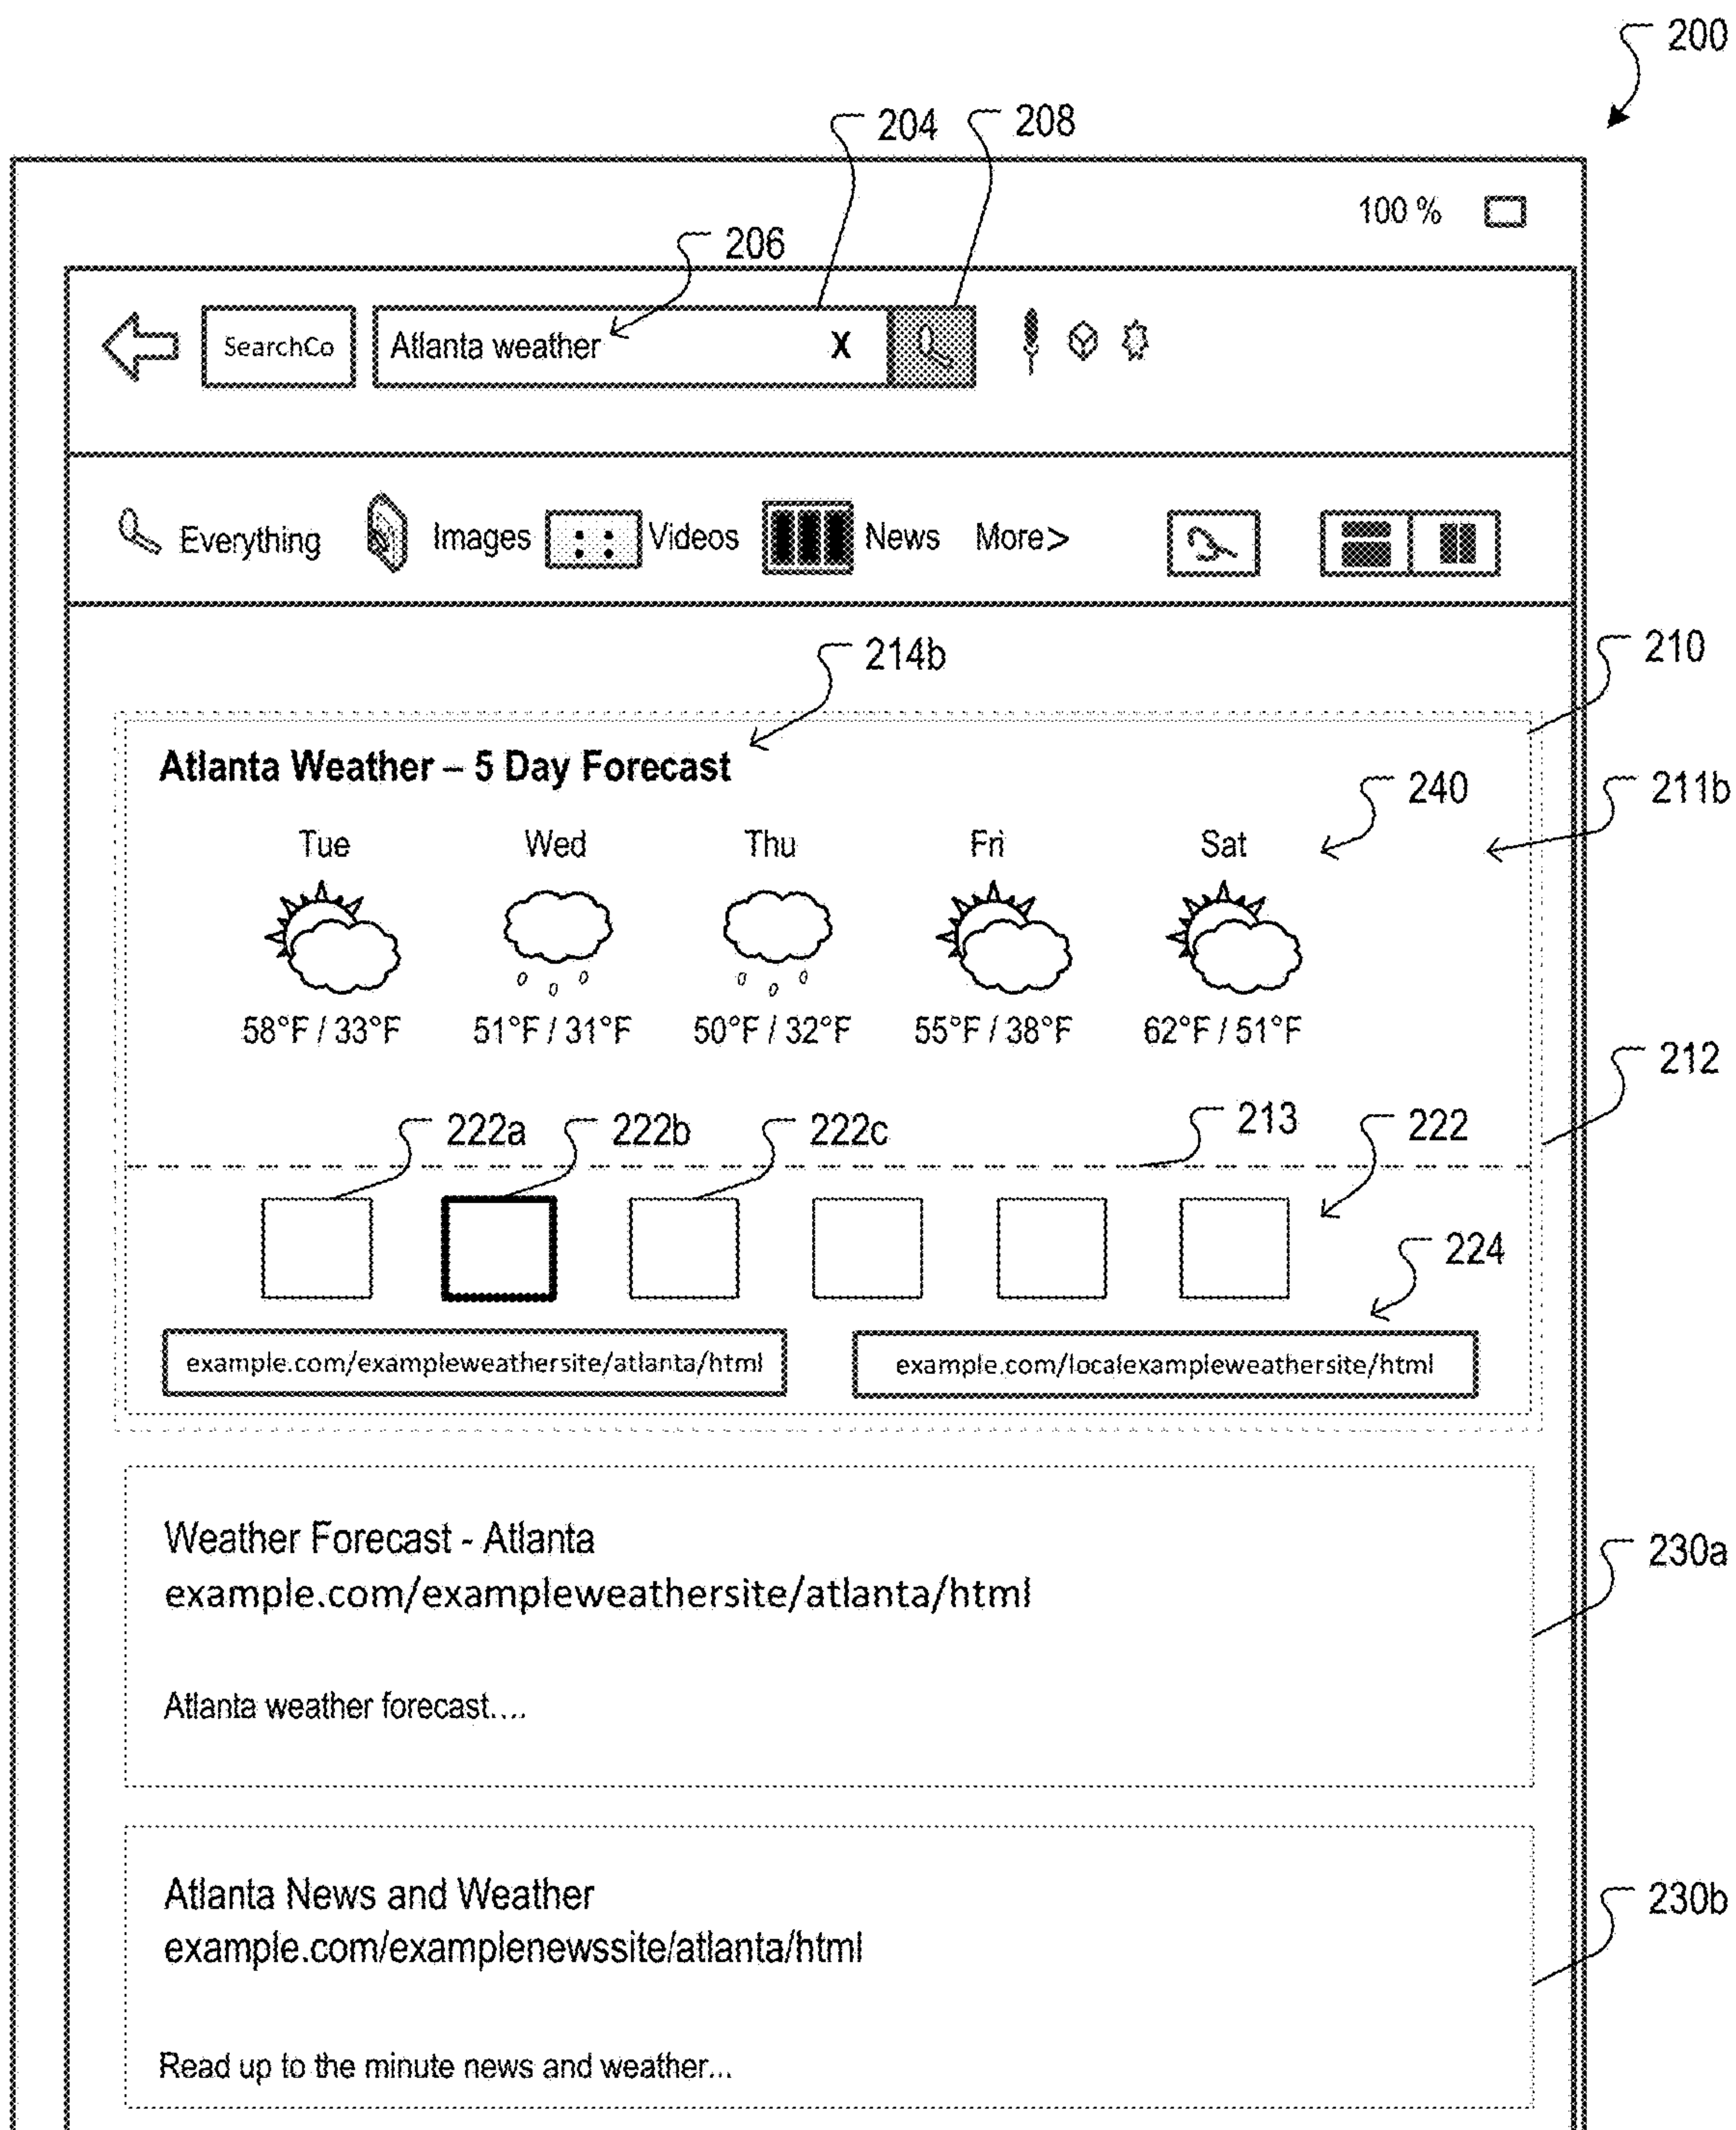 200
204 208
100 %
206
SearchCo Atlanta weather X
Everything Images Videos News More>
214b 210
Atlanta Weather – 5 Day Forecast
240 211b
Tue Wed Thu Fri Sat
58°F / 33°F 51°F / 31°F 50°F / 32°F 55°F / 38°F 62°F / 51°F
212
222a 222b 222c 213 222
224
example.com/exampleweathersite/atlanta/html example.com/localexampleweathersite/html
Weather Forecast - Atlanta
230a
example.com/exampleweathersite/atlanta/html
Atlanta weather forecast....
Atlanta News and Weather
230b
example.com/examplenewssite/atlanta/html
Read up to the minute news and weather...